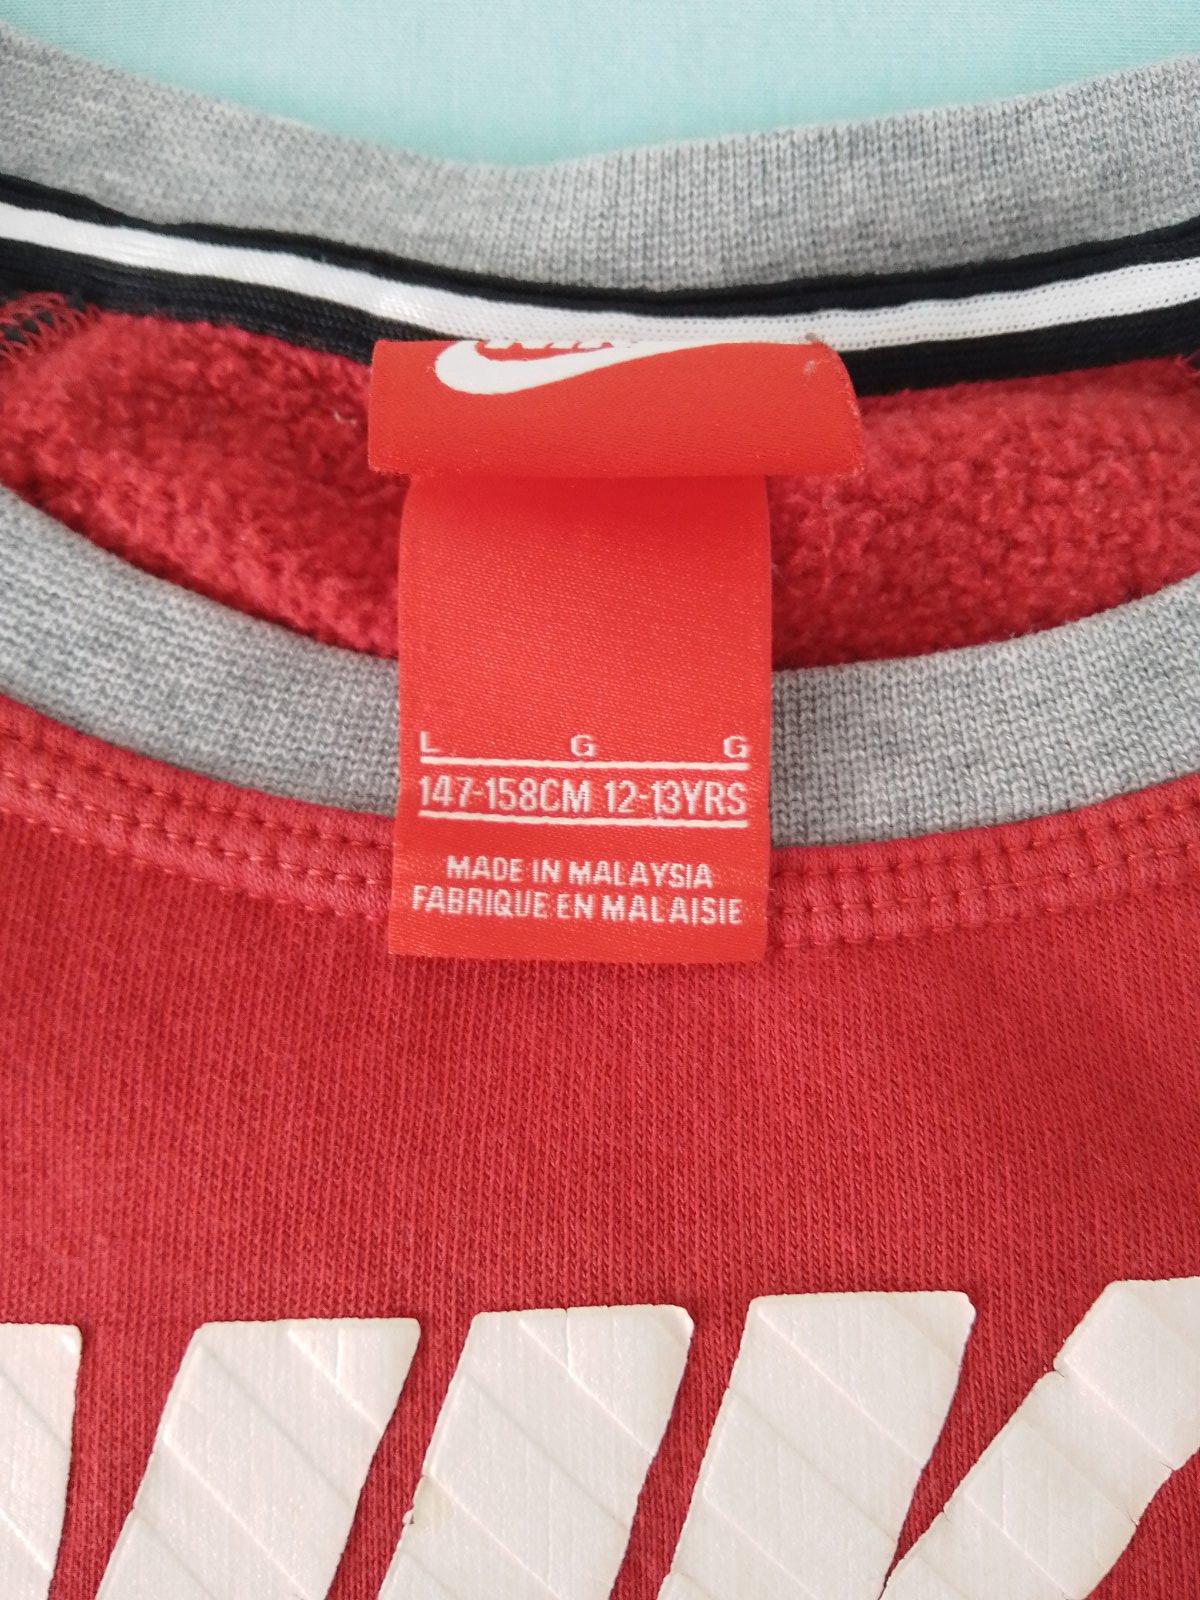 L G G
147-158CM 12-13YRS
MADE IN MALAYSIA
FABRIQUE EN MALAISIE